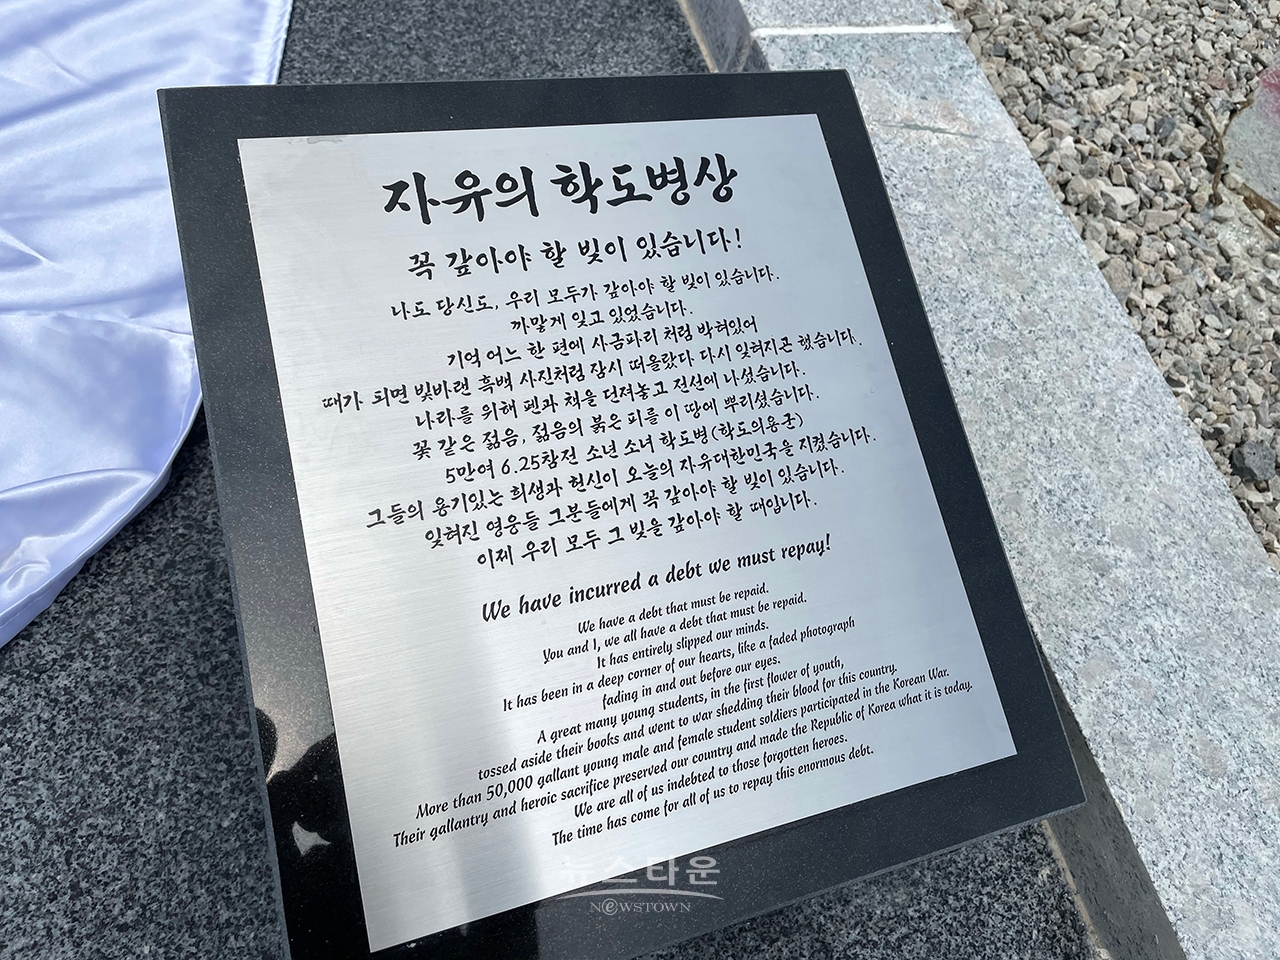 자유의 학도병상
꼭 갚아야 할 빚이 있습니다!
나도 당신도, 우리 모두가 갚아야 할 빚이 있습니다.
까맣게 잊고 있었습니다.
기억 어느 한 편에 사금파리 처럼 박혀있어
때가 되면 빛바랜 흑백 사진처럼 잠시 떠올랐다 다시 잊혀지곤 했습니다.
나라를 위해 펜과 책을 던져놓고 전선에 나섰습니다.
꽃 같은 젊음, 젊음의 붉은 피를 이 땅에 뿌리셨습니다.
5만여 6.25참전 소년 소녀 학도병(학도의용군)
그들의 용기있는 희생과 헌신이 오늘의 자유대한민국을 지켰습니다.
잊혀진 영웅들 그분들에게 꼭 갚아야 할 빚이 있습니다.
이제 우리 모두 그 빚을 갚아야 할 때입니다.
We have incurred a debt we must repay!
We have a debt that must be repaid.
You and I, we all have a debt that must be repaid.
It has entirely slipped our minds.
It has been in a deep corner of our hearts, like a faded photograph
fading in and out before our eyes.
A great many young students, in the first flower of youth,
tossed aside their books and went to war shedding their blood for this country.
More than 50,000 gallant young male and female student soldiers participated in the Korean War.
Their gallantry and heroic sacrifice preserved our country and made the Republic of Korea what it is today.
We are all of us indebted to those forgotten heroes.
The time has come for all of us to repay this enormous debt.
뉴스타운
NEWSTOWN